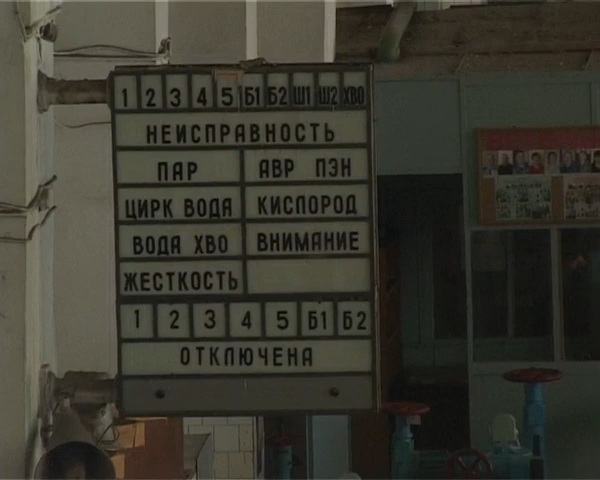 1 2 3 4 5 Б1 Б2 Ш1 Ш2 ХВО
НЕИСПРАВНОСТЬ
ПАР АВР ПЭН
ЦИРК ВОДА КИСЛОРОД
ВОДА ХВО ВНИМАНИЕ
ЖЕСТКОСТЬ
1 2 3 4 5 Б1 Б2
ОТКЛЮЧЕНА